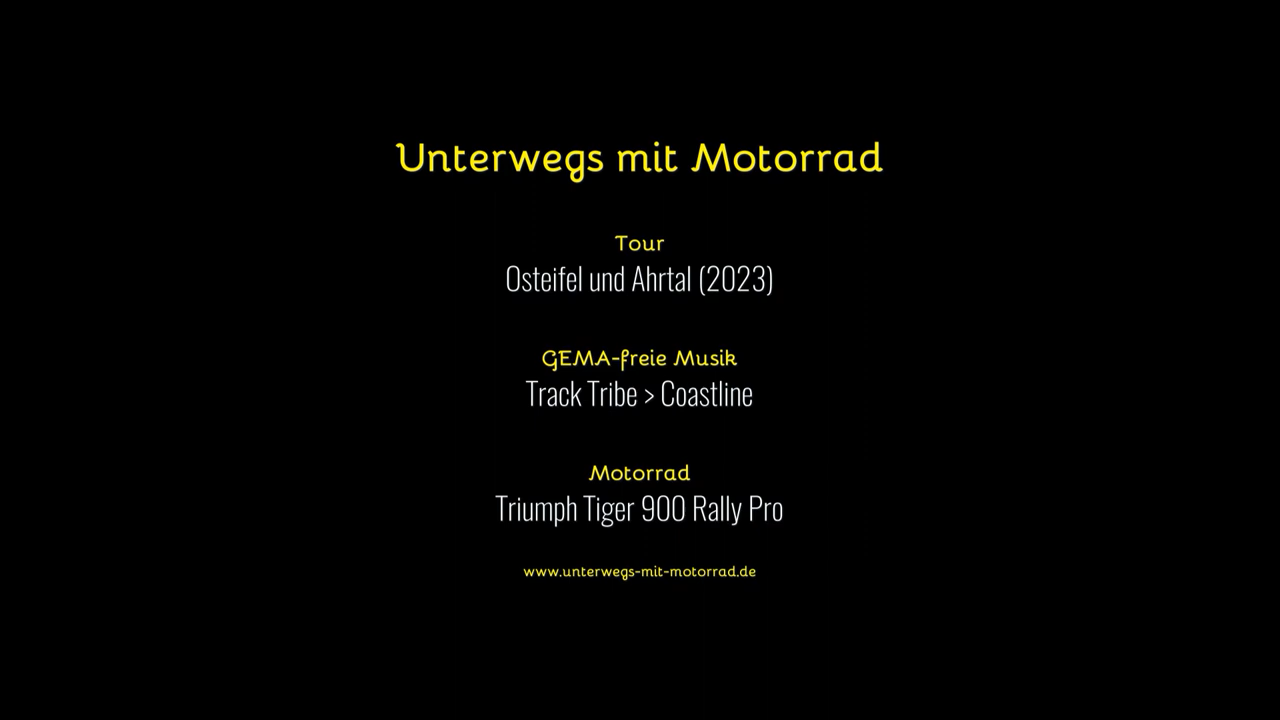 Unterwegs mit Motorrad
Tour
Osteifel und Ahrtal (2023)
GEMA-freie Musik
Track Tribe > Coastline
Motorrad
Triumph Tiger 900 Rally Pro
www.unterwegs-mit-motorrad.de